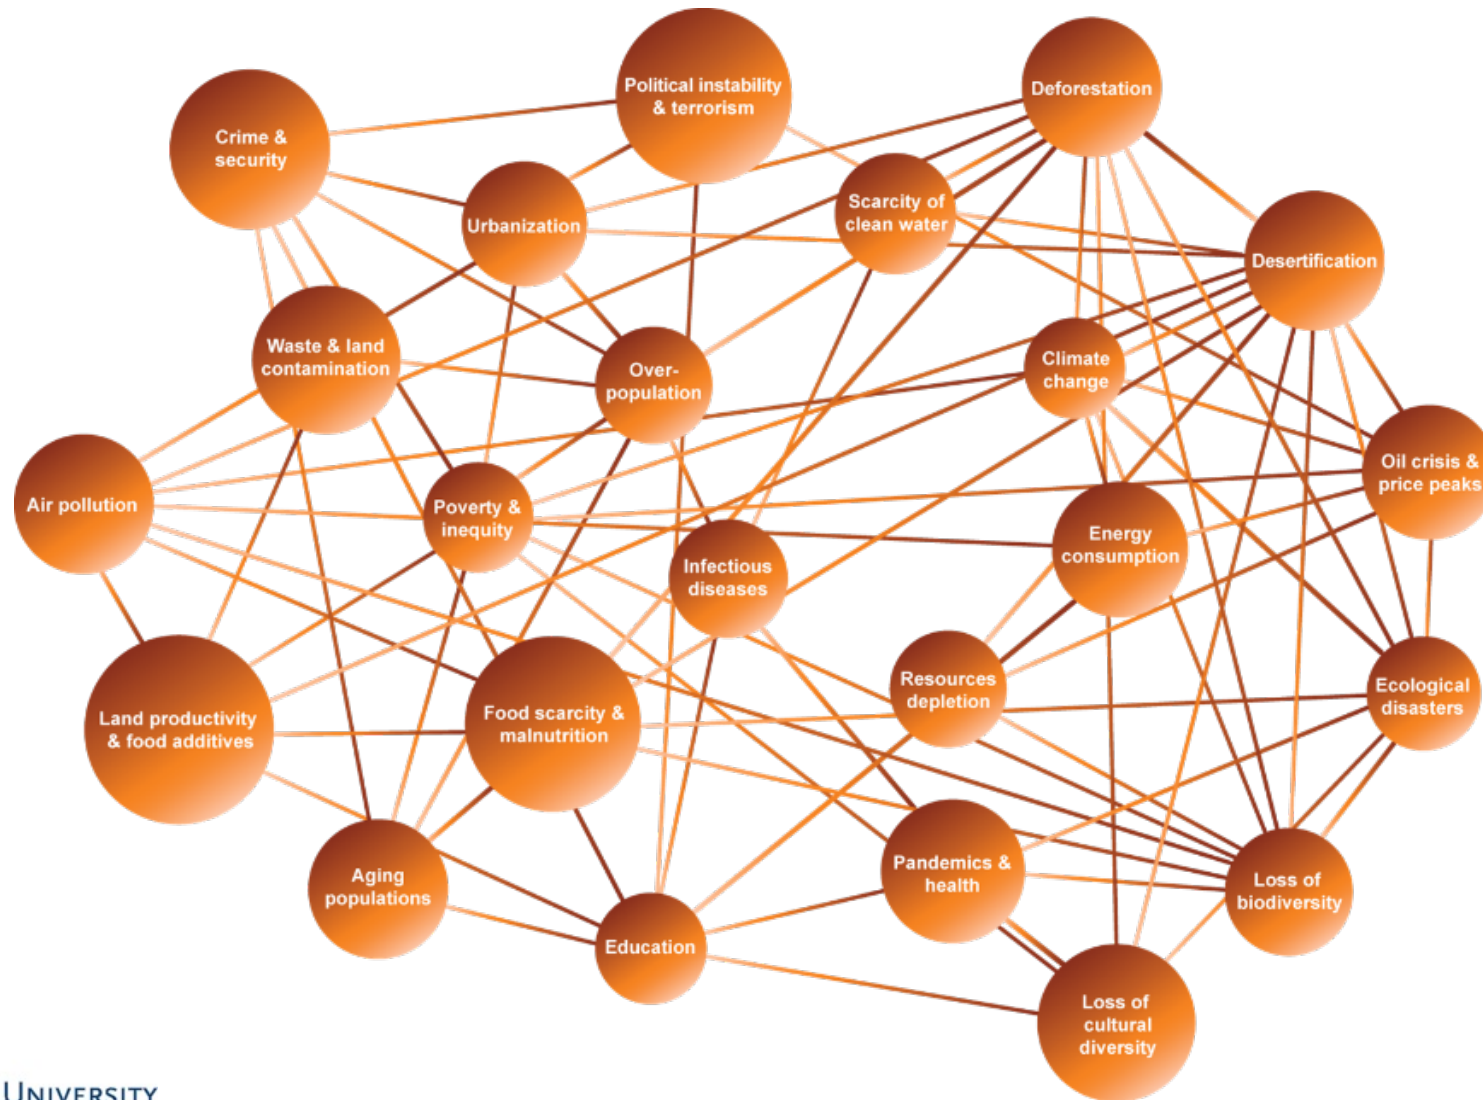 Political instability
& terrorism
Deforestation
Crime &
security
Urbanization
Scarcity of
clean water
Desertification
Waste & land
contamination
Over-
population
Climate
change
Air pollution
Poverty &
inequity
Oil crisis &
price peaks
Energy
consumption
Infectious
diseases
Land productivity
& food additives
Food scarcity &
malnutrition
Resources
depletion
Ecological
disasters
Aging
populations
Education
Pandemics &
health
Loss of
biodiversity
Loss of
cultural
diversity
UNIVERSITY